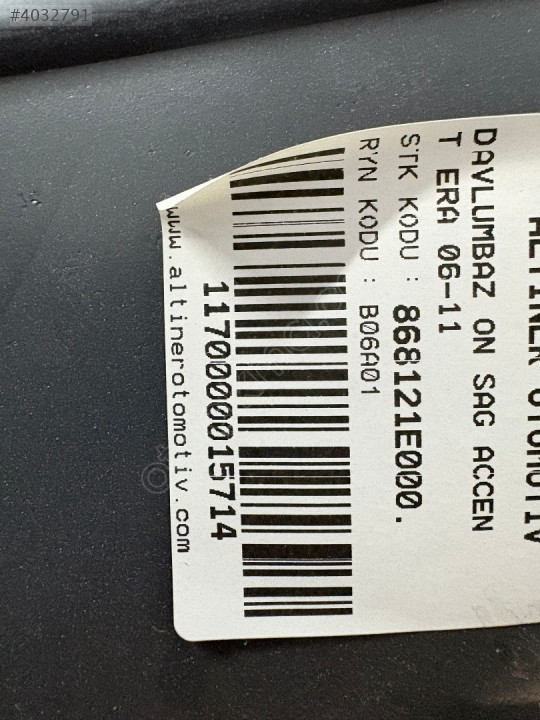 #4032791
ALTINER OTOMOTIV
DAVLUMBAZ ON SAG ACCEN
T ERA 06-11
STK KODU : 868121E000.
RYN KODU : B06A01
1170000015714
www.altinerotomotiv.com